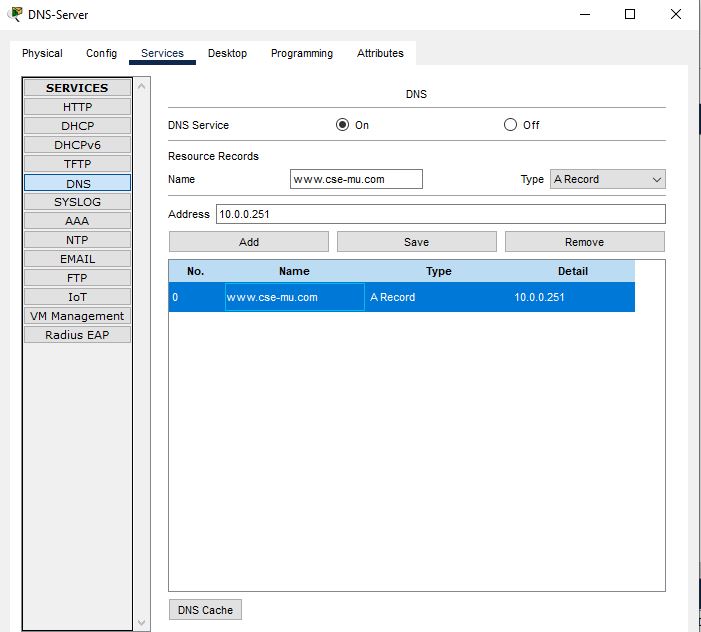 DNS-Server
Physical Config Services Desktop Programming Attributes
SERVICES
HTTP
DHCP
DHCPv6
TFTP
DNS
SYSLOG
AAA
NTP
EMAIL
FTP
IoT
VM Management
Radius EAP
DNS
DNS Service On Off
Resource Records
Name www.cse-mu.com Type A Record
Address 10.0.0.251
Add Save Remove
No. Name Type Detail
0 www.cse-mu.com A Record 10.0.0.251
DNS Cache